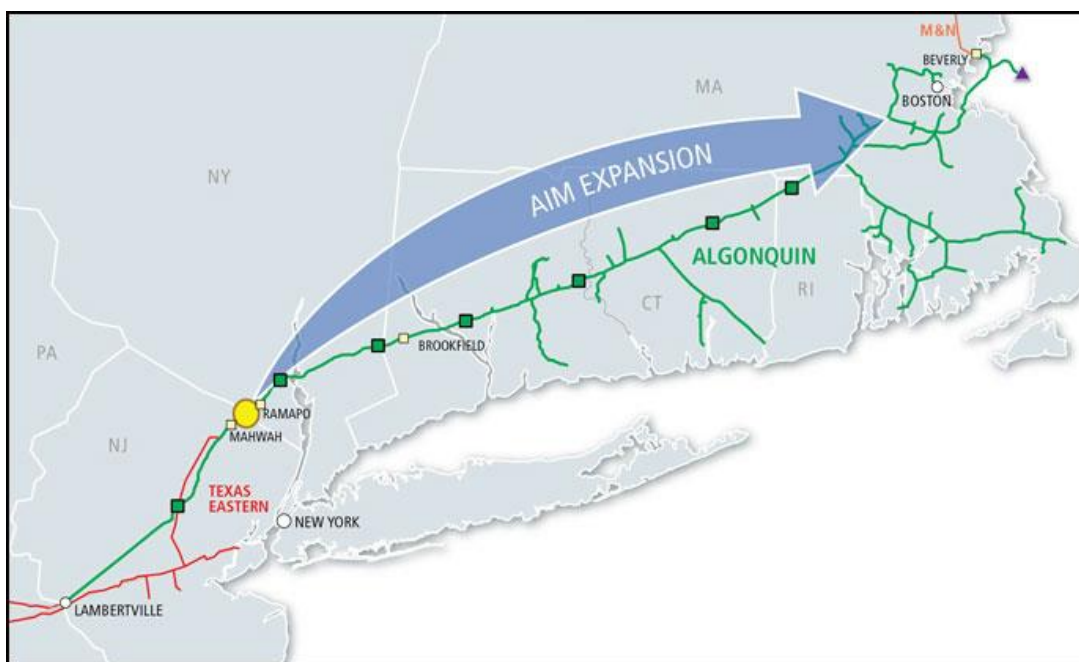 M&N
BEVERLY
MA
BOSTON
AIM EXPANSION
NY
ALGONQUIN
CT
RI
BROOKFIELD
PA
RAMAPO
MAHWAH
NJ
TEXAS
EASTERN
NEW YORK
LAMBERTVILLE